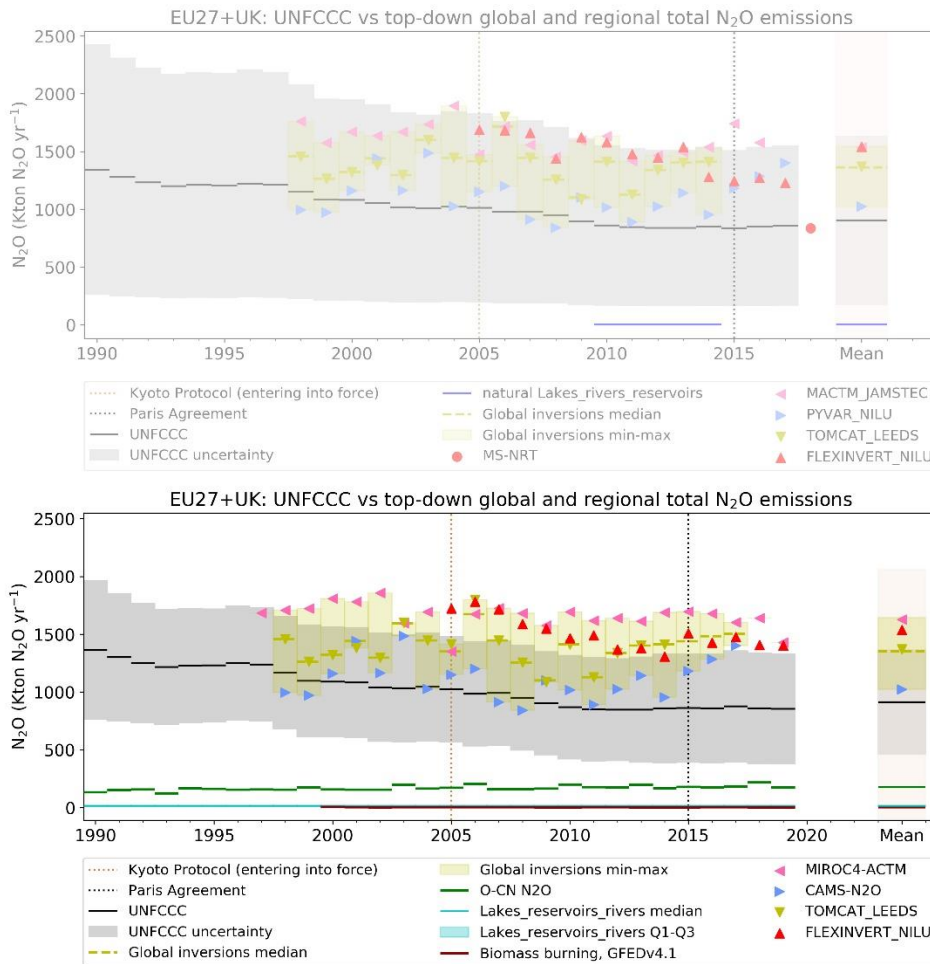 EU27+UK: UNFCCC vs top-down global and regional total N₂O emissions
N₂O (Kton N₂O yr⁻¹)
2500
2000
1500
1000
500
0
1990 1995 2000 2005 2010 2015 Mean
Kyoto Protocol (entering into force)
Paris Agreement
UNFCCC
UNFCCC uncertainty
natural Lakes_rivers_reservoirs
Global inversions median
Global inversions min-max
MS-NRT
MACTM_JAMSTEC
PYVAR_NILU
TOMCAT_LEEDS
FLEXINVERT_NILU
EU27+UK: UNFCCC vs top-down global and regional total N₂O emissions
N₂O (Kton N₂O yr⁻¹)
2500
2000
1500
1000
500
0
1990 1995 2000 2005 2010 2015 2020 Mean
Kyoto Protocol (entering into force)
Paris Agreement
UNFCCC
UNFCCC uncertainty
Global inversions median
Global inversions min-max
O-CN N2O
Lakes_reservoirs_rivers median
Lakes_reservoirs_rivers Q1-Q3
Biomass burning, GFEDv4.1
MIROC4-ACTM
CAMS-N2O
TOMCAT_LEEDS
FLEXINVERT_NILU